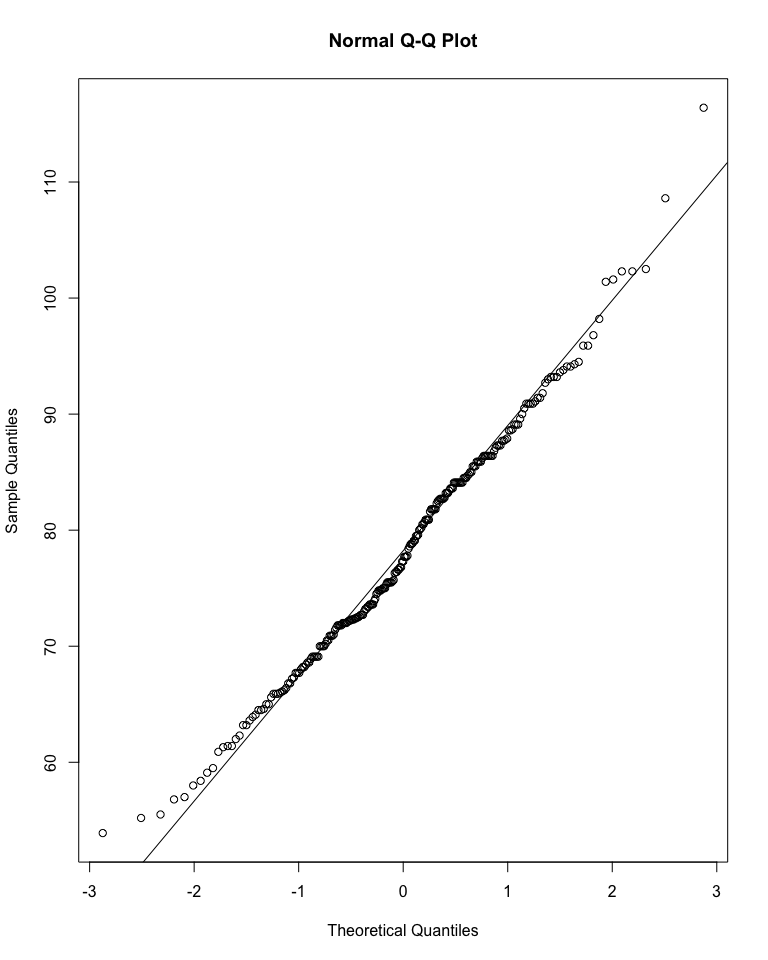 Normal Q-Q Plot
110
100
90
80
70
60
Sample Quantiles
-3 -2 -1 0 1 2 3
Theoretical Quantiles